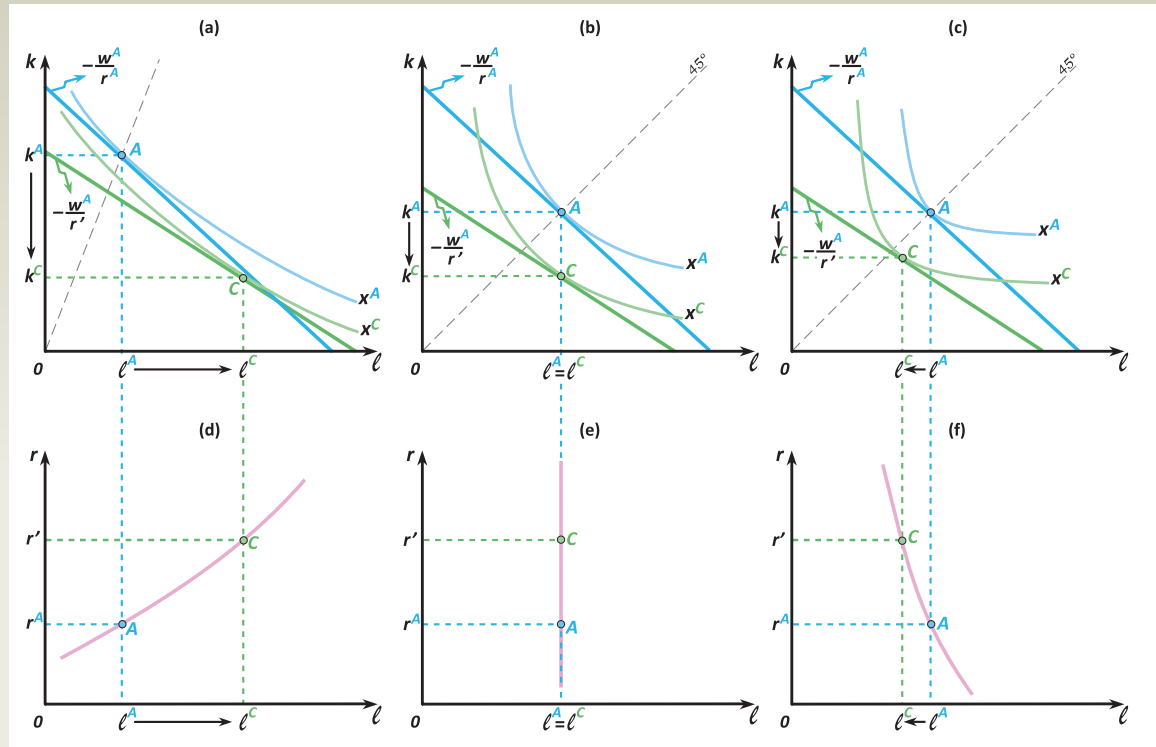 (a)
k
-w^A/r^A
k^A
A
-w^A/r'
k^C
C
x^A
x^C
0
ℓ^A
ℓ^C
ℓ
(b)
k
-w^A/r^A
45°
k^A
A
-w^A/r'
k^C
C
x^A
x^C
0
ℓ^A=ℓ^C
ℓ
(c)
k
-w^A/r^A
45°
k^A
A
x^A
-w^A/r'
k^C
C
x^C
0
ℓ^C
ℓ^A
ℓ
(d)
r
r'
C
r^A
A
0
ℓ^A
ℓ^C
ℓ
(e)
r
r'
C
r^A
A
0
ℓ^A=ℓ^C
ℓ
(f)
r
r'
C
r^A
A
0
ℓ^C
ℓ^A
ℓ